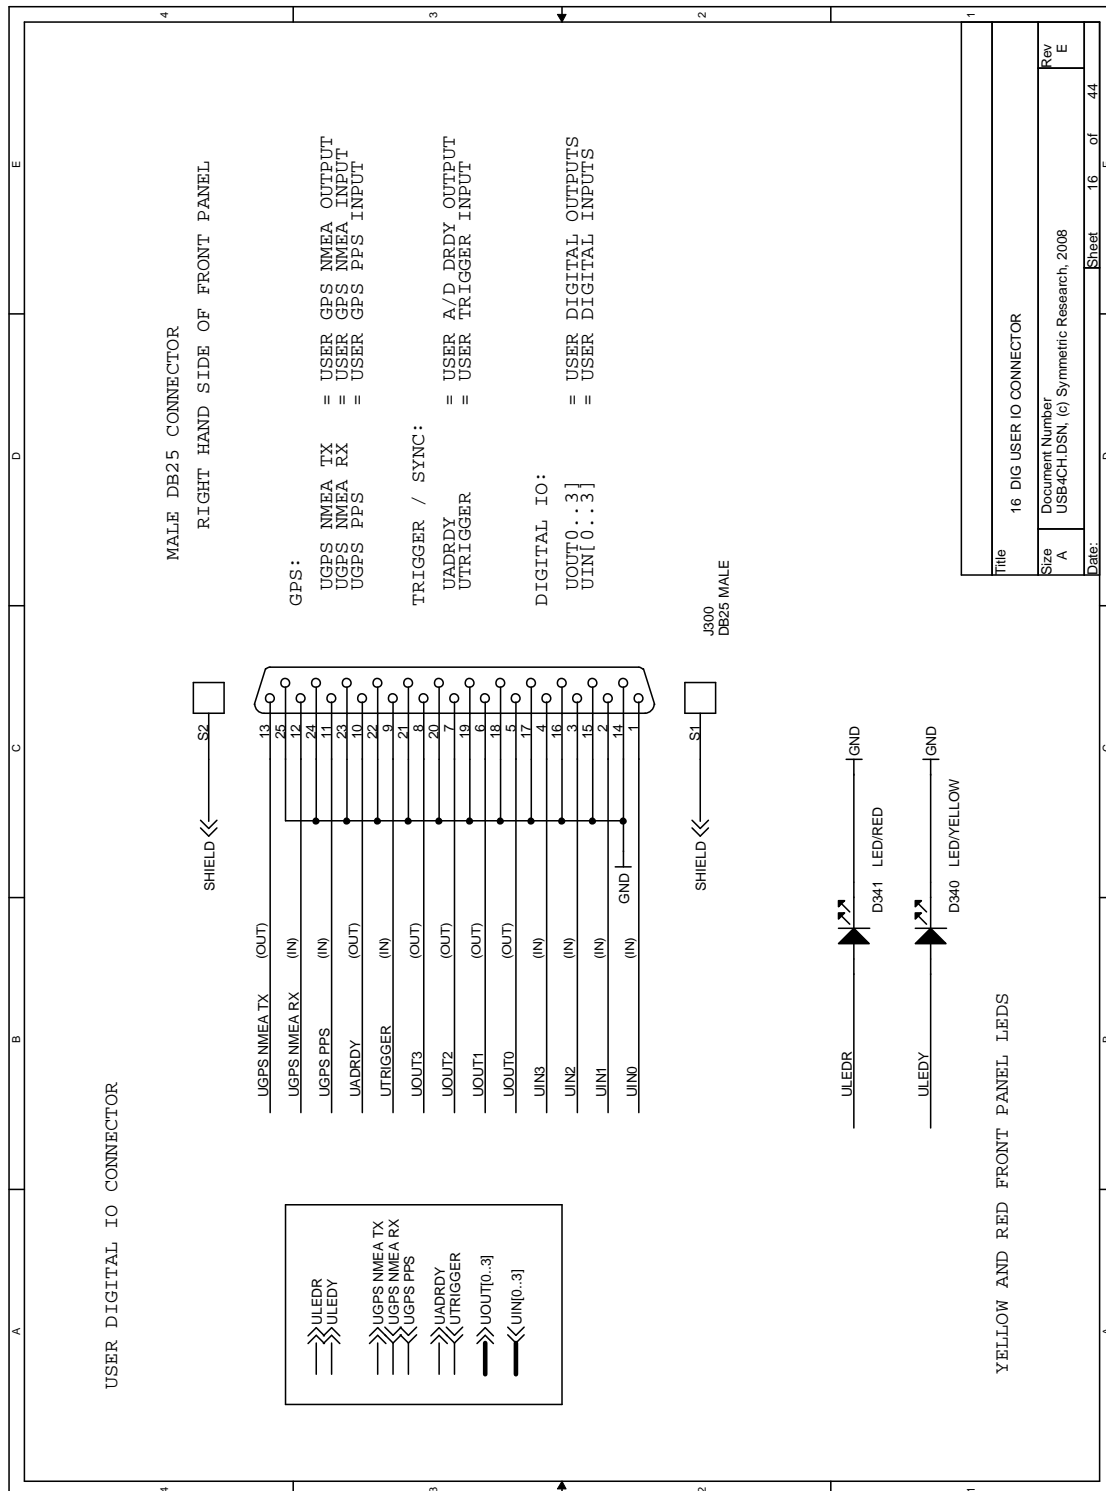 USER DIGITAL IO CONNECTOR
MALE DB25 CONNECTOR
RIGHT HAND SIDE OF FRONT PANEL
ULEDR
ULEDY
UGPS NMEA TX
UGPS NMEA RX
UGPS PPS
UADRDY
UTRIGGER
UOUT[0..3]
UIN[0..3]
SHIELD
S2
UGPS NMEA TX (OUT) 13
25
UGPS NMEA RX (IN) 12
24
UGPS PPS (IN) 11
23
UADRDY (OUT) 10
22
UTRIGGER (IN) 9
21
UOUT3 (OUT) 8
20
UOUT2 (OUT) 7
19
UOUT1 (OUT) 6
18
UOUT0 (OUT) 5
17
UIN3 (IN) 4
16
UIN2 (IN) 3
15
UIN1 (IN) 2
GND 14
UIN0 (IN) 1
SHIELD
S1
J300
DB25 MALE
GPS:
UGPS NMEA TX = USER GPS NMEA OUTPUT
UGPS NMEA RX = USER GPS NMEA INPUT
UGPS PPS = USER GPS PPS INPUT
TRIGGER / SYNC:
UADRDY = USER A/D DRDY OUTPUT
UTRIGGER = USER TRIGGER INPUT
DIGITAL IO:
UOUT0..3] = USER DIGITAL OUTPUTS
UIN[0..3] = USER DIGITAL INPUTS
ULEDR
D341 LED/RED
GND
ULEDY
D340 LED/YELLOW
GND
YELLOW AND RED FRONT PANEL LEDS
Title
16 DIG USER IO CONNECTOR
Size
A
Document Number
USB4CH.DSN, (c) Symmetric Research, 2008
Rev
E
Date:
Sheet 16 of 44
A
B
C
D
E
A
B
C
D
E
4
3
2
1
4
3
2
1